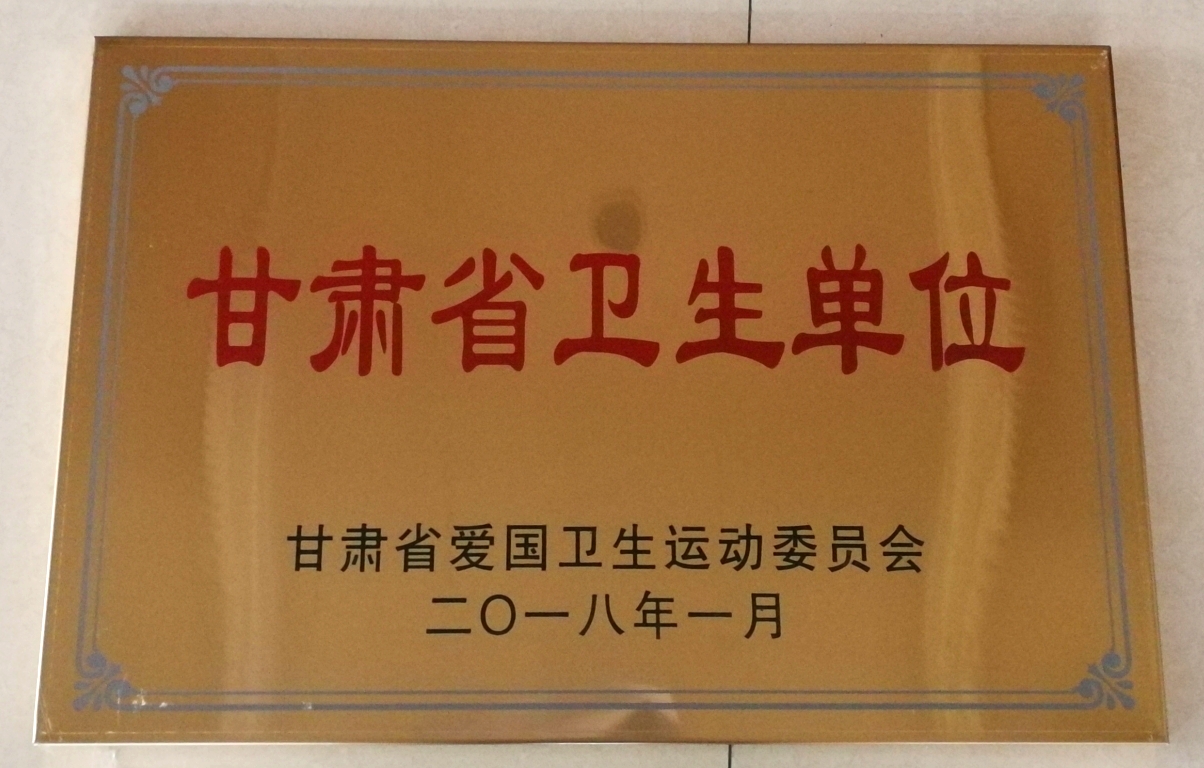 甘肃省卫生单位
甘肃省爱国卫生运动委员会
二〇一八年一月